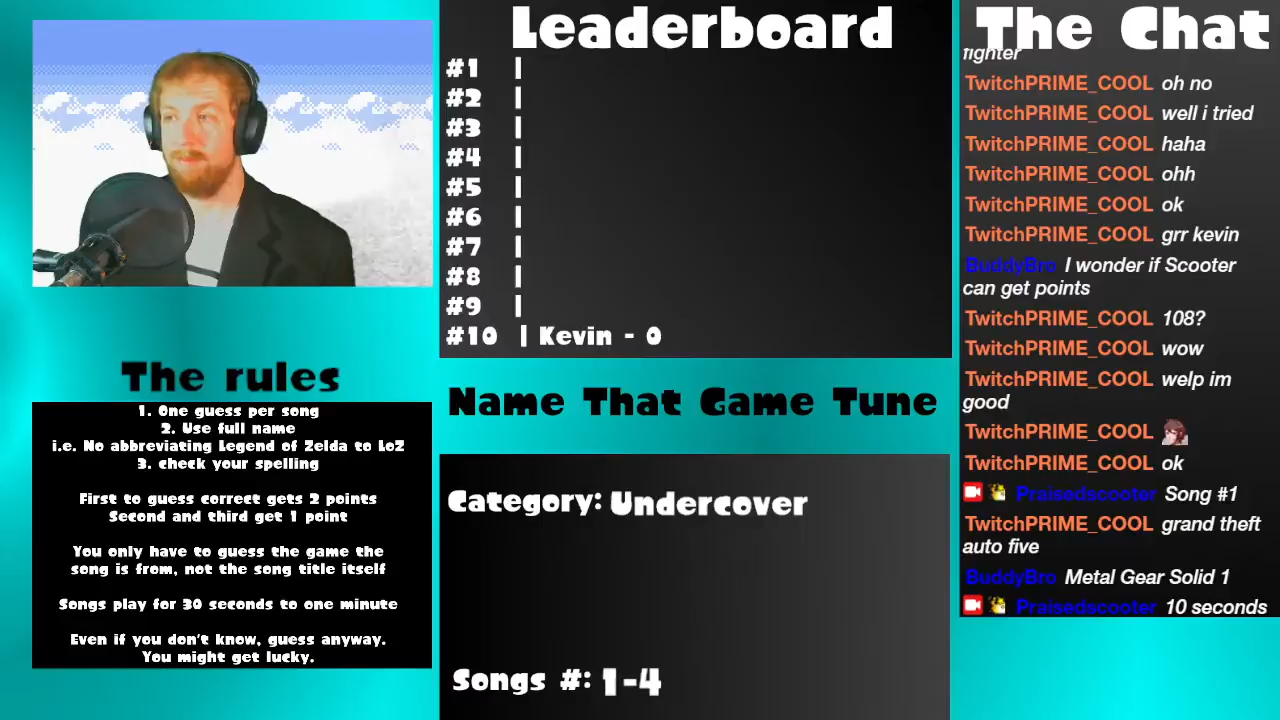 Leaderboard
#1 |
#2 |
#3 |
#4 |
#5 |
#6 |
#7 |
#8 |
#9 |
#10 | Kevin - 0
The rules
1. One guess per song
2. Use full name
i.e. No abbreviating Legend of Zelda to LoZ
3. check your spelling
First to guess correct gets 2 points
Second and third get 1 point
You only have to guess the game the
song is from, not the song title itself
Songs play for 30 seconds to one minute
Even if you don't know, guess anyway.
You might get lucky.
Name That Game Tune
Category: Undercover
Songs #: 1-4
The Chat
fighter
TwitchPRIME_COOL oh no
TwitchPRIME_COOL well i tried
TwitchPRIME_COOL haha
TwitchPRIME_COOL ohh
TwitchPRIME_COOL ok
TwitchPRIME_COOL grr kevin
BuddyBro I wonder if Scooter
can get points
TwitchPRIME_COOL 108?
TwitchPRIME_COOL wow
TwitchPRIME_COOL welp im
good
TwitchPRIME_COOL
TwitchPRIME_COOL ok
Praisedscooter Song #1
TwitchPRIME_COOL grand theft
auto five
BuddyBro Metal Gear Solid 1
Praisedscooter 10 seconds